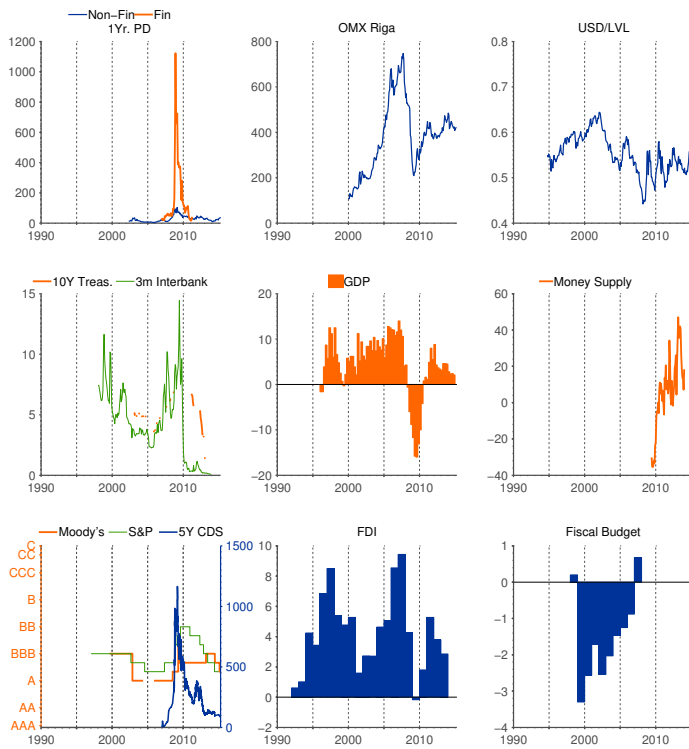 Non-Fin Fin
1Yr. PD
1200
1000
800
600
400
200
0
1990 2000 2010
OMX Riga
800
600
400
200
0
1990 2000 2010
USD/LVL
0.8
0.7
0.6
0.5
0.4
1990 2000 2010
10Y Treas. 3m Interbank
15
10
5
0
1990 2000 2010
GDP
20
10
0
−10
−20
1990 2000 2010
Money Supply
60
40
20
0
−20
−40
1990 2000 2010
Moody's S&P 5Y CDS
C
CC
CCC
B
BB
BBB
A
AA
AAA
1500
1000
500
0
1990 2000 2010
FDI
10
8
6
4
2
0
−2
1990 2000 2010
Fiscal Budget
1
0
−1
−2
−3
−4
1990 2000 2010